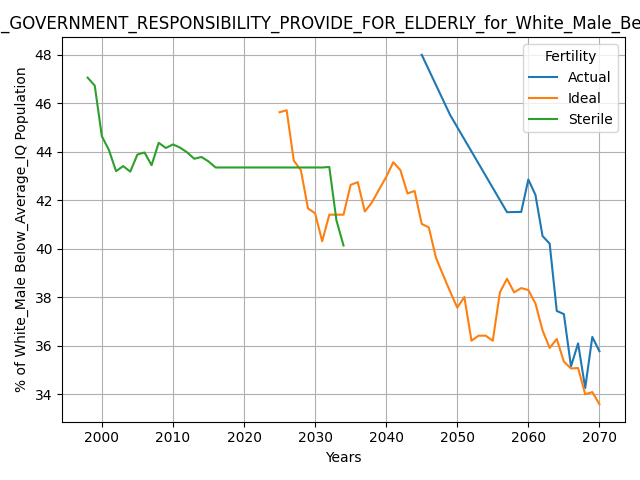 _GOVERNMENT_RESPONSIBILITY_PROVIDE_FOR_ELDERLY_for_White_Male_Be
Fertility
Actual
Ideal
Sterile
% of White_Male Below_Average_IQ Population
48
46
44
42
40
38
36
34
2000 2010 2020 2030 2040 2050 2060 2070
Years